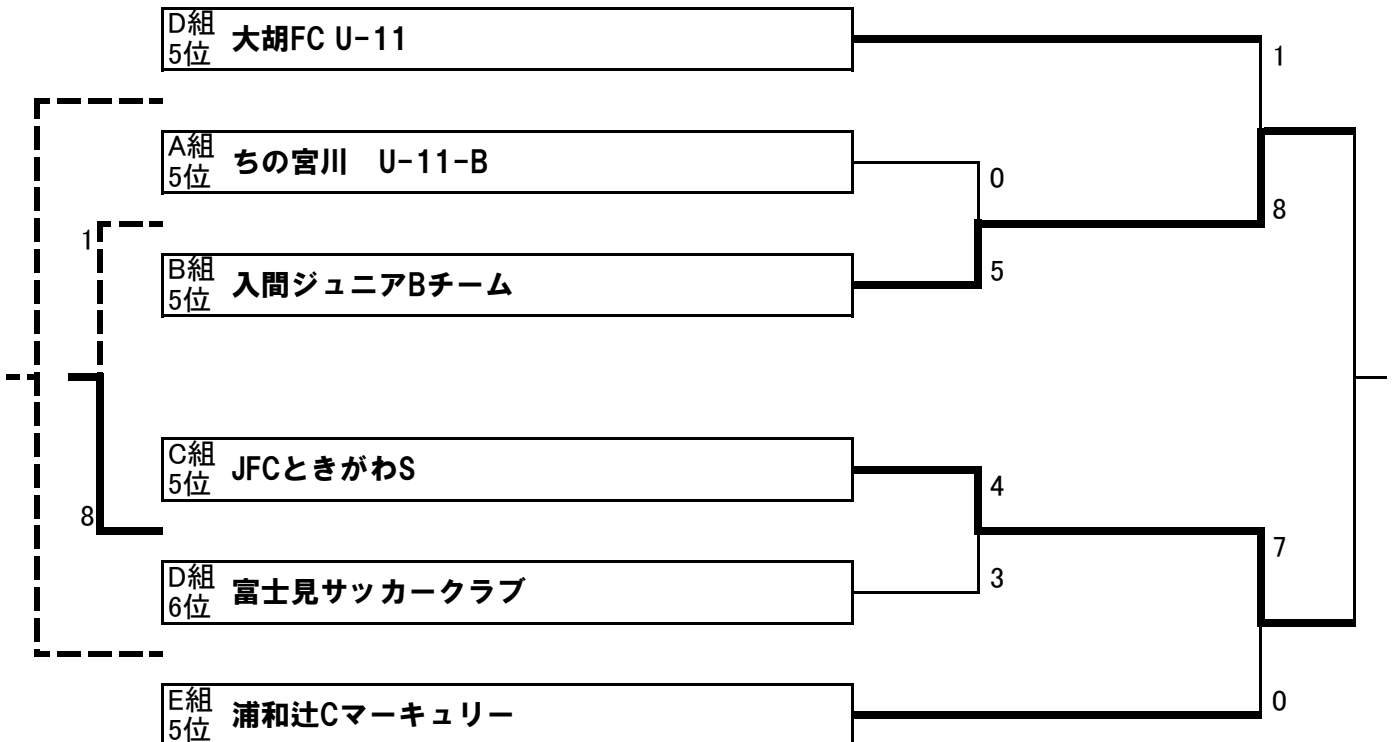 D組
5位 大胡FC U-11
1
A組
5位 ちの宮川　U-11-B
0
8
1
B組
5位 入間ジュニアBチーム
5
C組
5位 JFCときがわS
4
8
7
D組
6位 富士見サッカークラブ
3
E組
5位 浦和辻Cマーキュリー
0